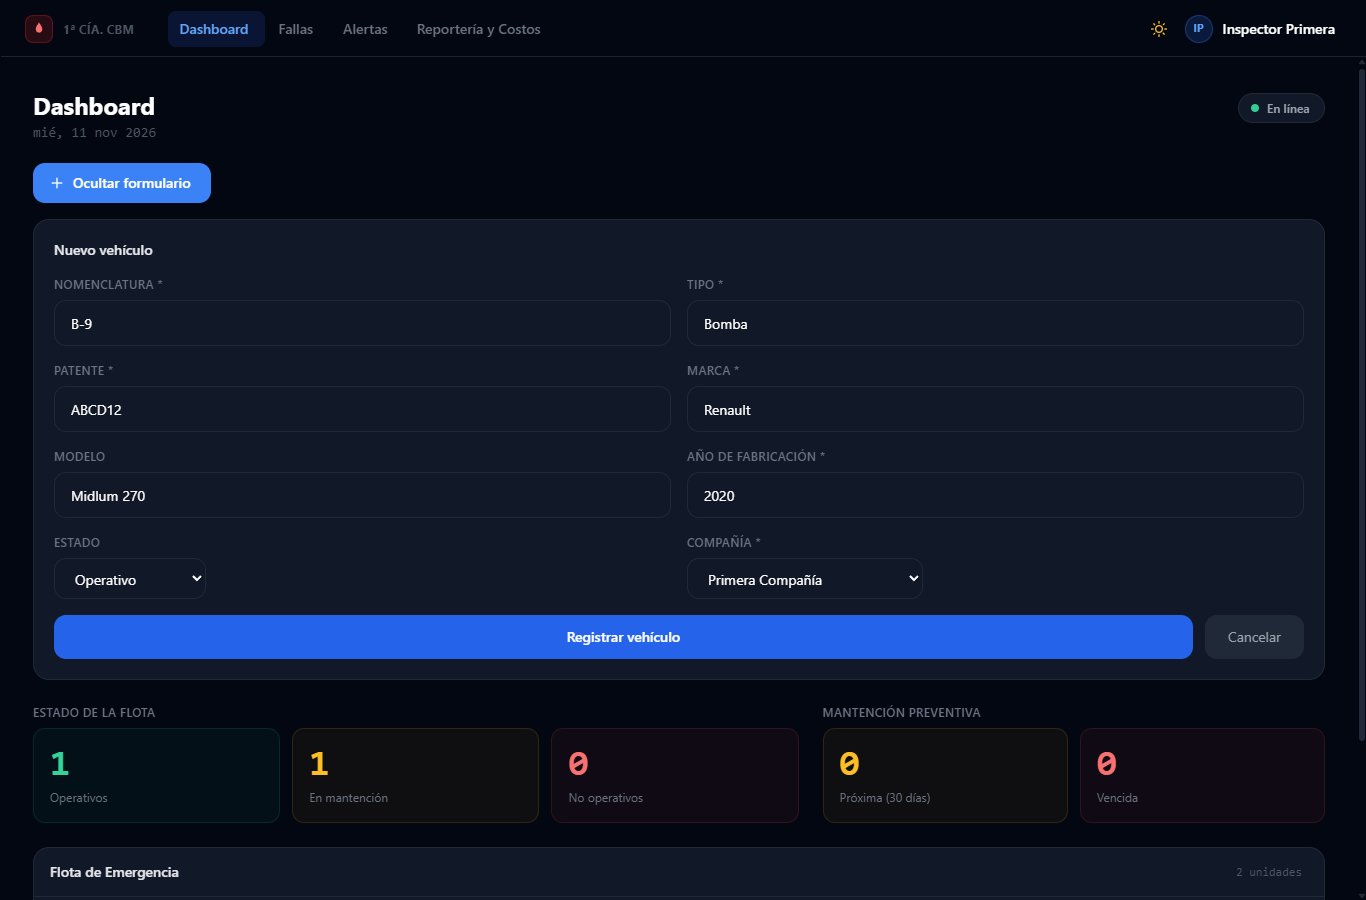 1ª CÍA. CBM Dashboard Fallas Alertas Reportería y Costos IP Inspector Primera
Dashboard
mié, 11 nov 2026
En línea
+ Ocultar formulario
Nuevo vehículo
NOMENCLATURA * TIPO *
B-9 Bomba
PATENTE * MARCA *
ABCD12 Renault
MODELO AÑO DE FABRICACIÓN *
Midlum 270 2020
ESTADO COMPAÑÍA *
Operativo Primera Compañía
Registrar vehículo Cancelar
ESTADO DE LA FLOTA MANTENCIÓN PREVENTIVA
1 1 0 0 0
Operativos En mantención No operativos Próxima (30 días) Vencida
Flota de Emergencia 2 unidades